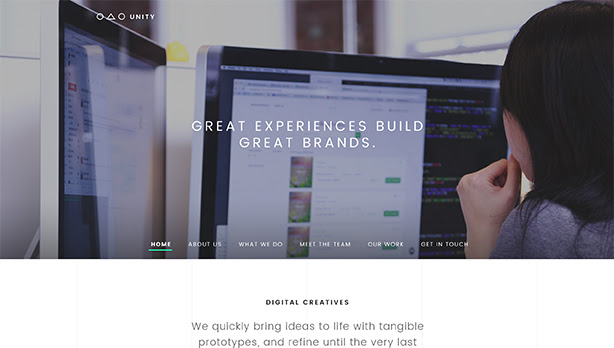 UNITY
GREAT EXPERIENCES BUILD
GREAT BRANDS.
HOME ABOUT US WHAT WE DO MEET THE TEAM OUR WORK GET IN TOUCH
DIGITAL CREATIVES
We quickly bring ideas to life with tangible
prototypes, and refine until the very last